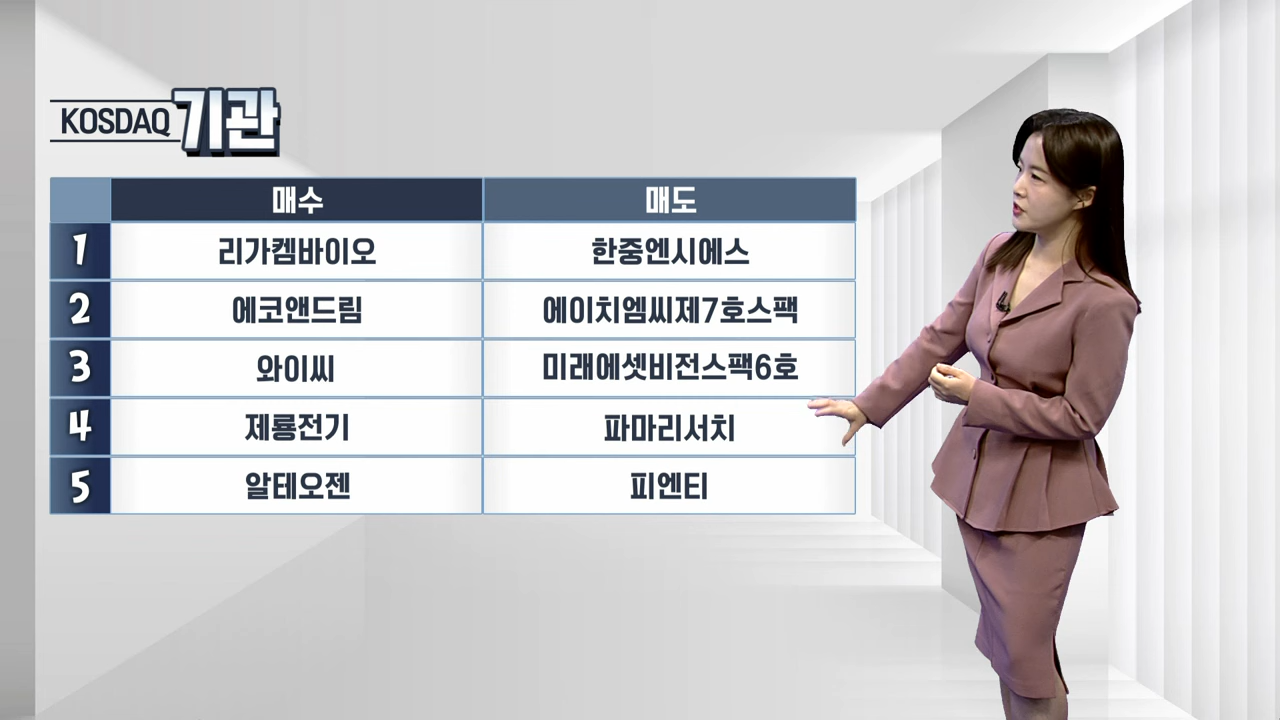 KOSDAQ 기관
매수 매도
1 리가켐바이오 한중엔시에스
2 에코앤드림 에이치엠씨제7호스팩
3 와이씨 미래에셋비전스팩6호
4 제룡전기 파마리서치
5 알테오젠 피엔티